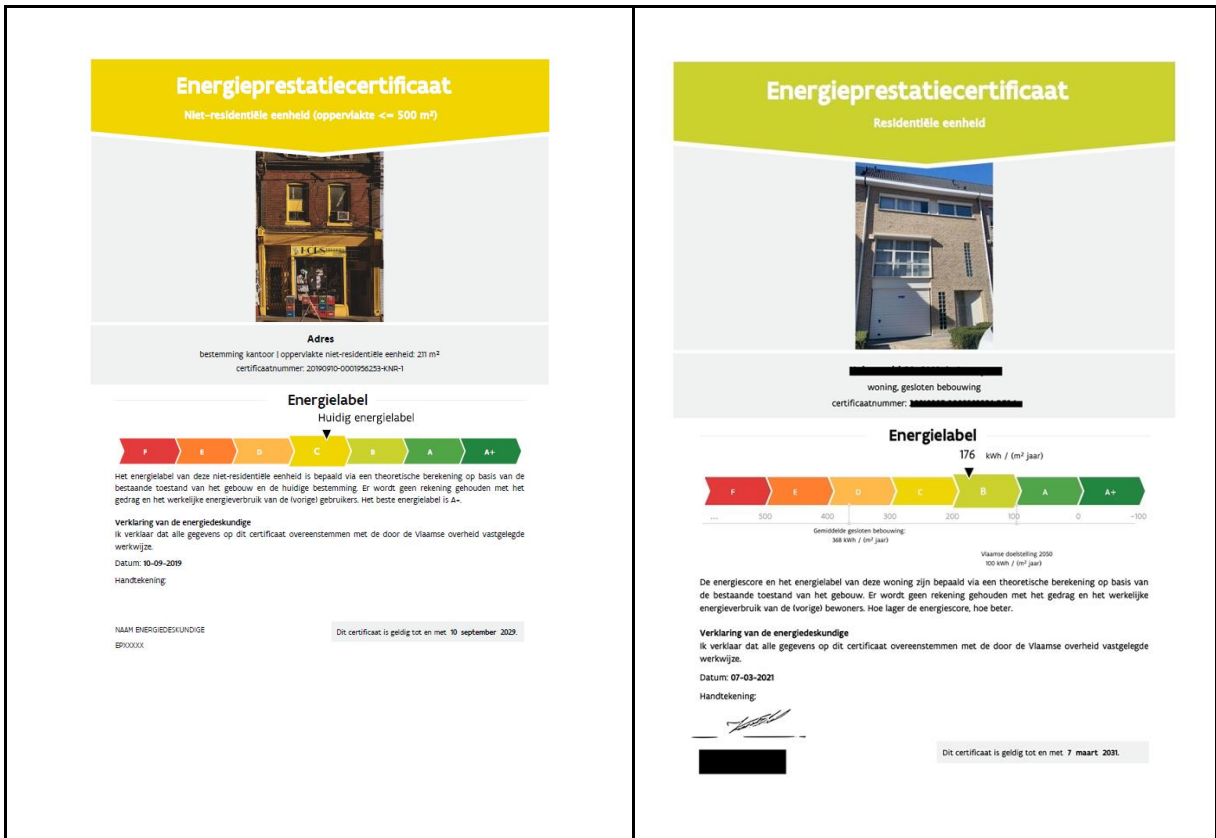 Energieprestatiecertificaat
Niet-residentiële eenheid (oppervlakte <= 500 m²)
Adres
bestemming kantoor | oppervlakte niet-residentiële eenheid: 211 m²
certificaatnummer: 20190910-0001956253-KNR-1
Energielabel
Huidig energielabel
F E D C B A A+
Het energielabel van deze niet-residentiële eenheid is bepaald via een theoretische berekening op basis van de
bestaande toestand van het gebouw en de huidige bestemming. Er wordt geen rekening gehouden met het
gedrag en het werkelijke energieverbruik van de (vorige) gebruikers. Het beste energielabel is A+.
Verklaring van de energiedeskundige
Ik verklaar dat alle gegevens op dit certificaat overeenstemmen met de door de Vlaamse overheid vastgelegde
werkwijze.
Datum: 10-09-2019
Handtekening:
NAAM ENERGIEDESKUNDIGE
EPXXXXX
Dit certificaat is geldig tot en met 10 september 2029.
Energieprestatiecertificaat
Residentiële eenheid
woning, gesloten bebouwing
certificaatnummer:
Energielabel
176 kWh / (m² jaar)
F E D C B A A+
... 500 400 300 200 100 0 -100
Gemiddelde gesloten bebouwing:
368 kWh / (m² jaar)
Vlaamse doelstelling 2050
100 kWh / (m² jaar)
De energiescore en het energielabel van deze woning zijn bepaald via een theoretische berekening op basis van
de bestaande toestand van het gebouw. Er wordt geen rekening gehouden met het gedrag en het werkelijke
energieverbruik van de (vorige) bewoners. Hoe lager de energiescore, hoe beter.
Verklaring van de energiedeskundige
Ik verklaar dat alle gegevens op dit certificaat overeenstemmen met de door de Vlaamse overheid vastgelegde
werkwijze.
Datum: 07-03-2021
Handtekening:
Dit certificaat is geldig tot en met 7 maart 2031.